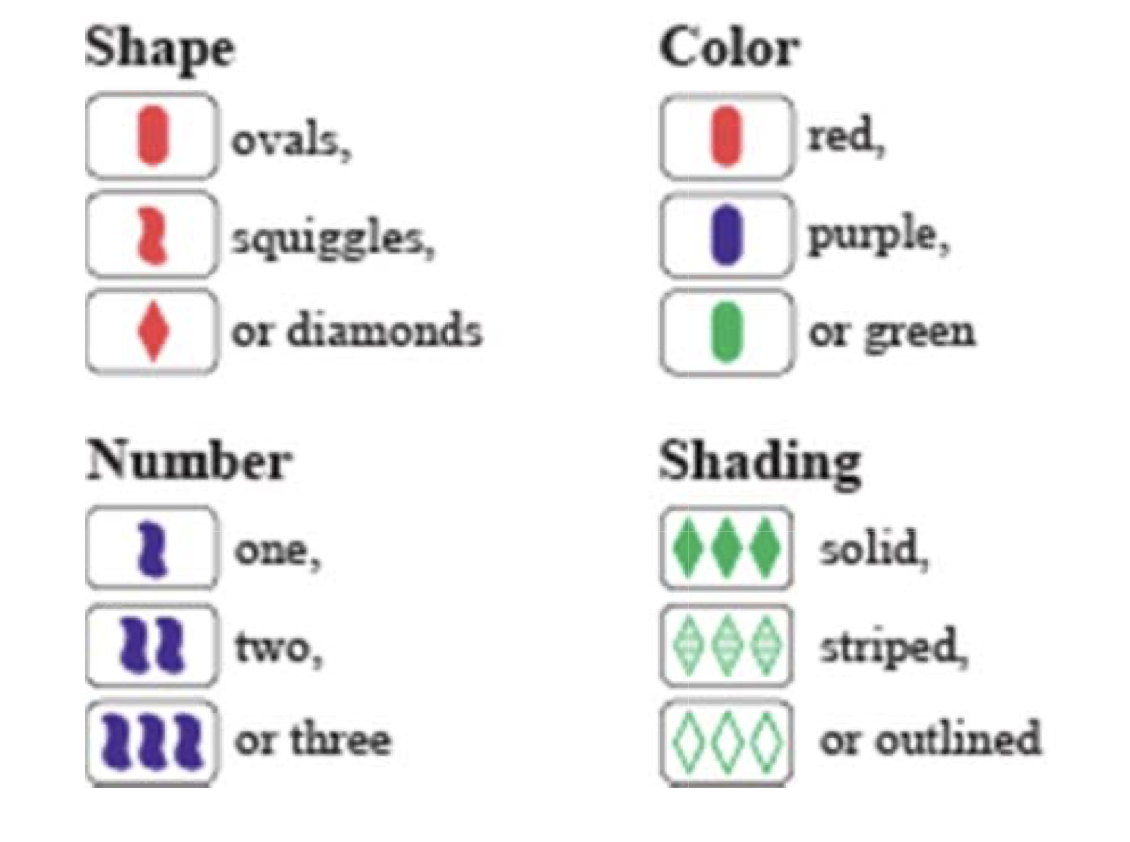 Shape
ovals,
squiggles,
or diamonds
Color
red,
purple,
or green
Number
one,
two,
or three
Shading
solid,
striped,
or outlined